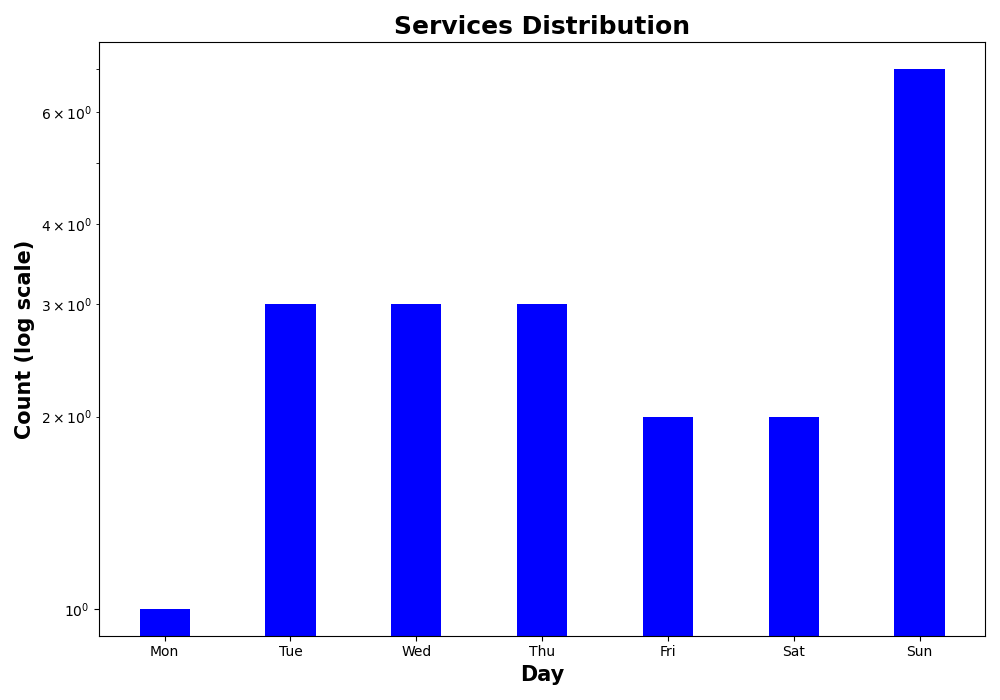 Services Distribution
6 × 10⁰
4 × 10⁰
3 × 10⁰
2 × 10⁰
10⁰
Count (log scale)
Mon Tue Wed Thu Fri Sat Sun
Day